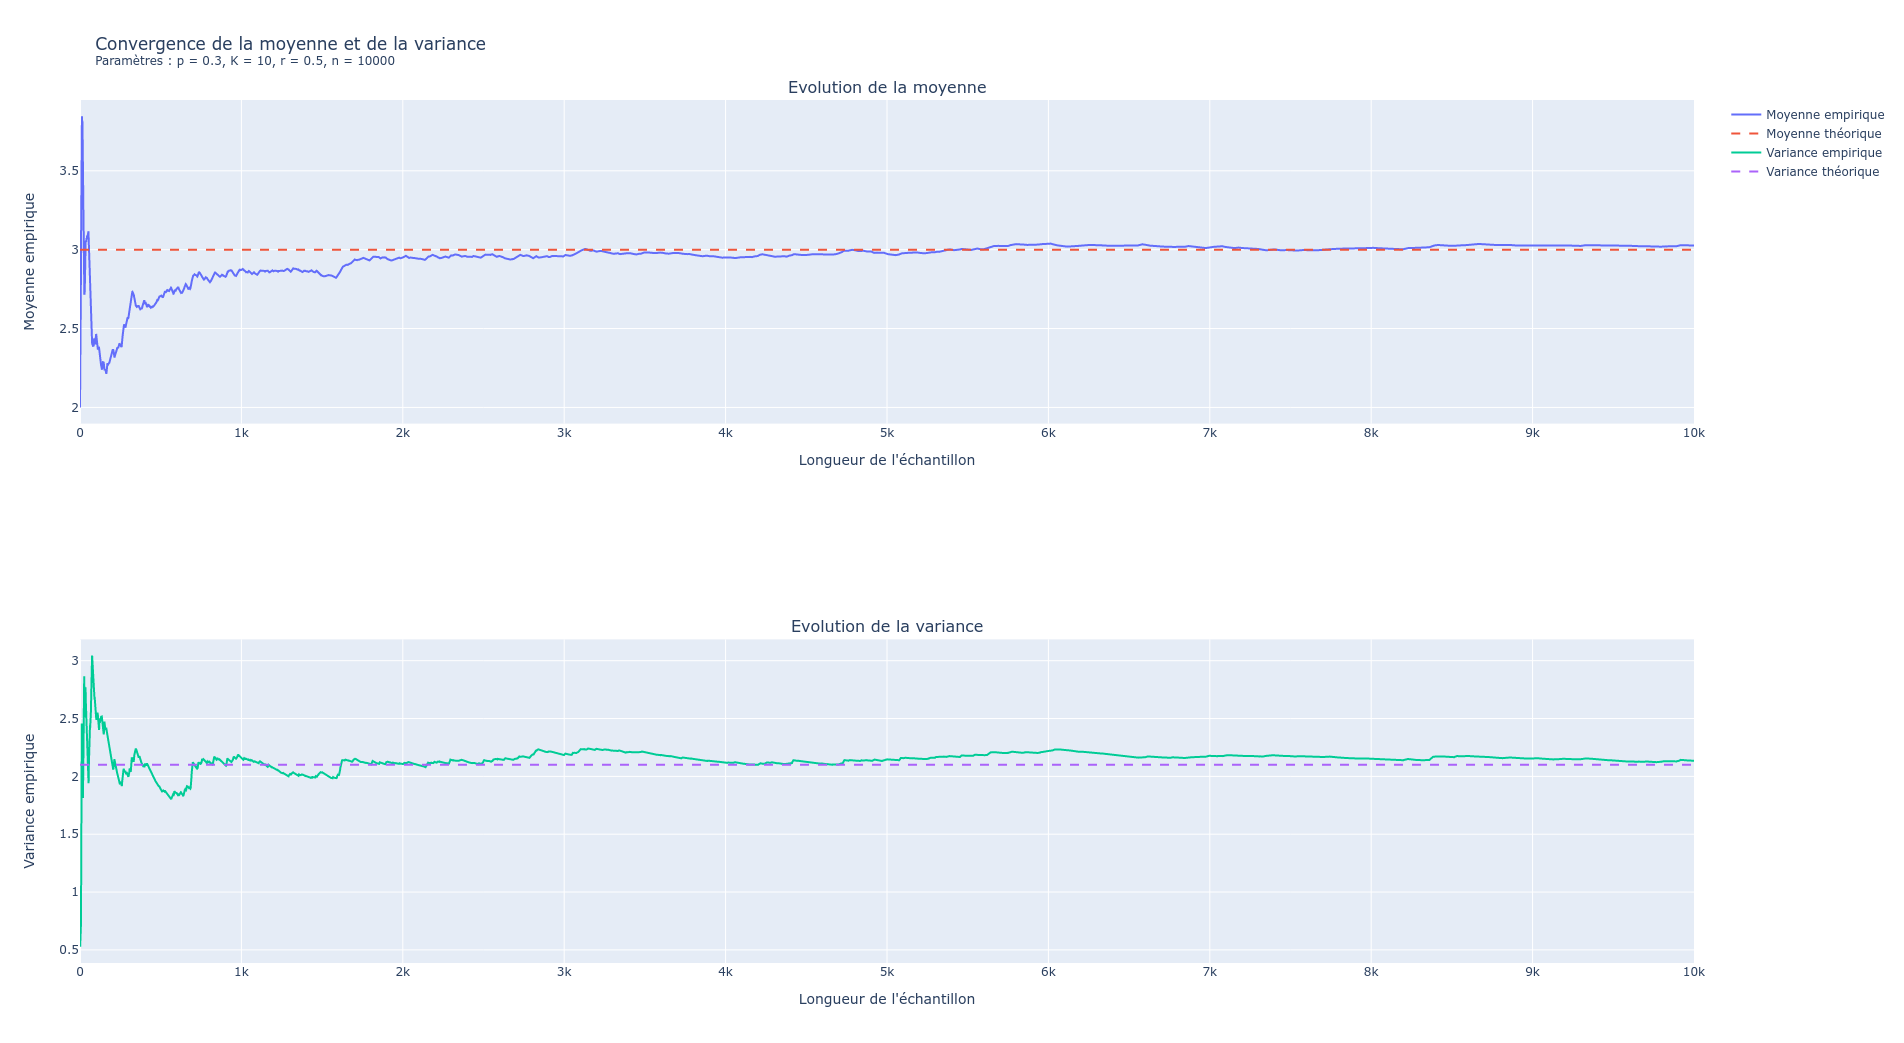 Convergence de la moyenne et de la variance
Paramètres : p = 0.3, K = 10, r = 0.5, n = 10000
Evolution de la moyenne
Moyenne empirique
Moyenne théorique
Variance empirique
Variance théorique
Moyenne empirique
3.5
3
2.5
2
0 1k 2k 3k 4k 5k 6k 7k 8k 9k 10k
Longueur de l'échantillon
Evolution de la variance
Variance empirique
3
2.5
2
1.5
1
0.5
0 1k 2k 3k 4k 5k 6k 7k 8k 9k 10k
Longueur de l'échantillon